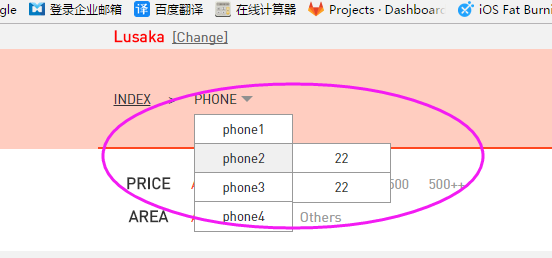 gle 登录企业邮箱 百度翻译 在线计算器 Projects · Dashboard iOS Fat Burni
Lusaka [Change]
INDEX > PHONE
phone1
phone2 22
PRICE phone3 22 500 500++
AREA phone4 Others